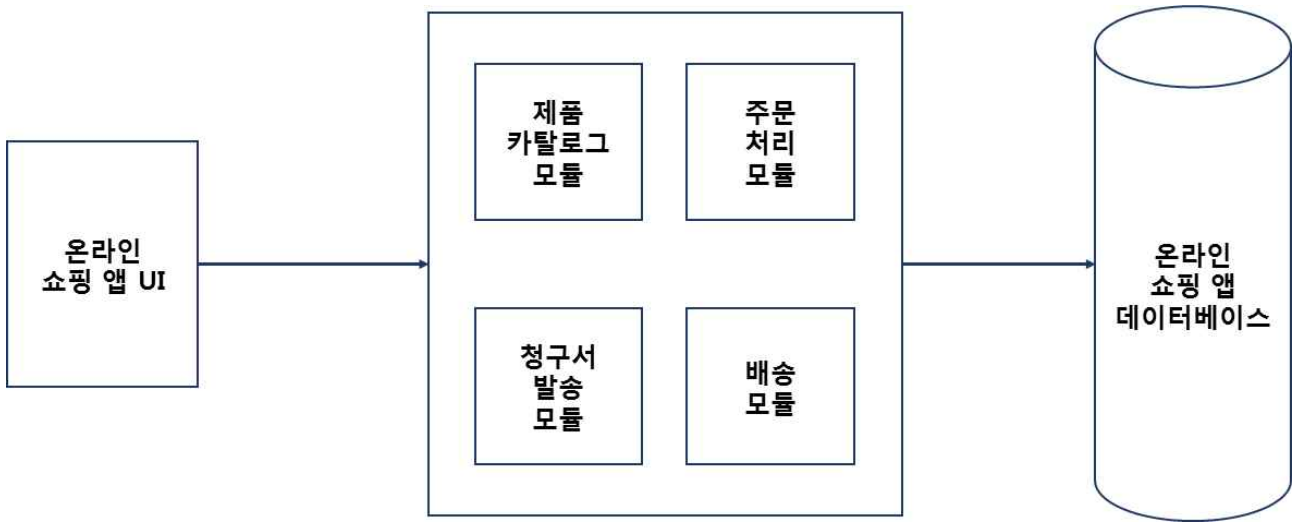 온라인
쇼핑 앱 UI
제품
카탈로그
모듈
주문
처리
모듈
청구서
발송
모듈
배송
모듈
온라인
쇼핑 앱
데이터베이스